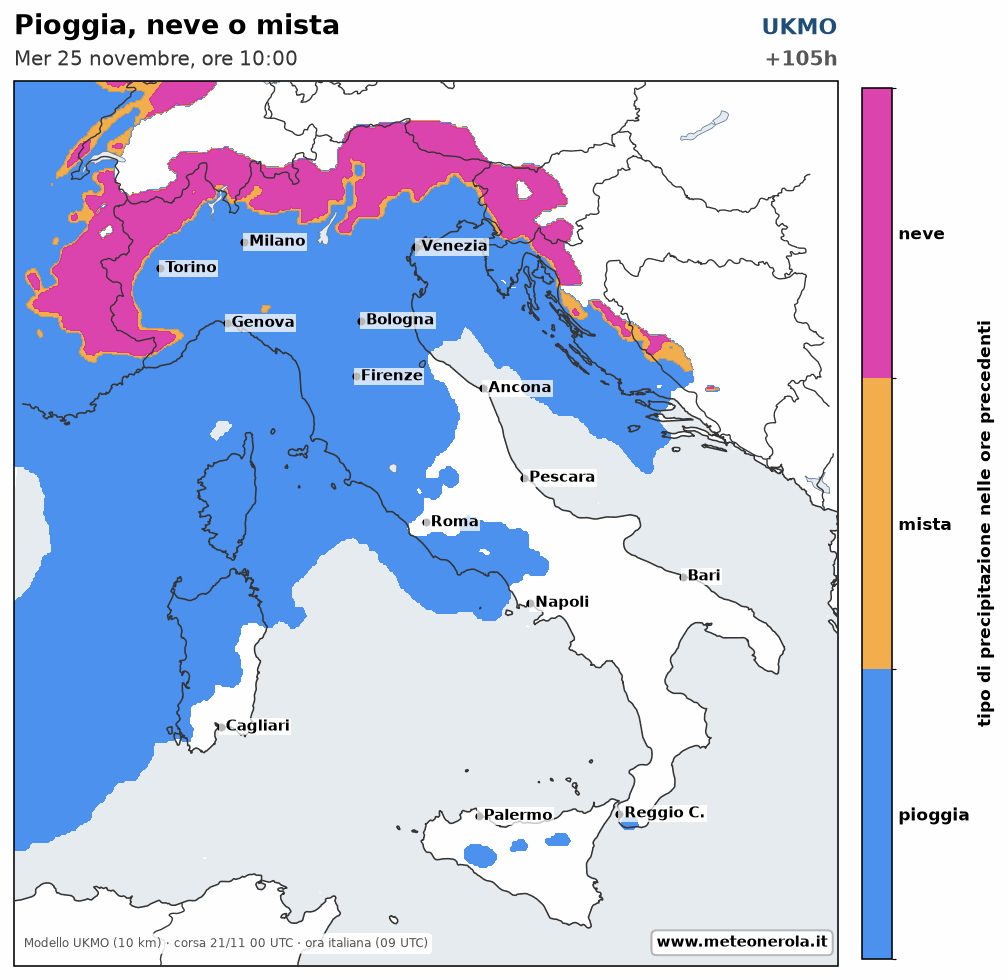 Pioggia, neve o mista
UKMO
Mer 25 novembre, ore 10:00
+105h
neve
Milano
Venezia
Torino
Genova
Bologna
Firenze
Ancona
Pescara
Roma
mista
Bari
Napoli
Cagliari
Palermo
Reggio C.
pioggia
tipo di precipitazione nelle ore precedenti
Modello UKMO (10 km) · corsa 21/11 00 UTC · ora italiana (09 UTC)
www.meteonerola.it